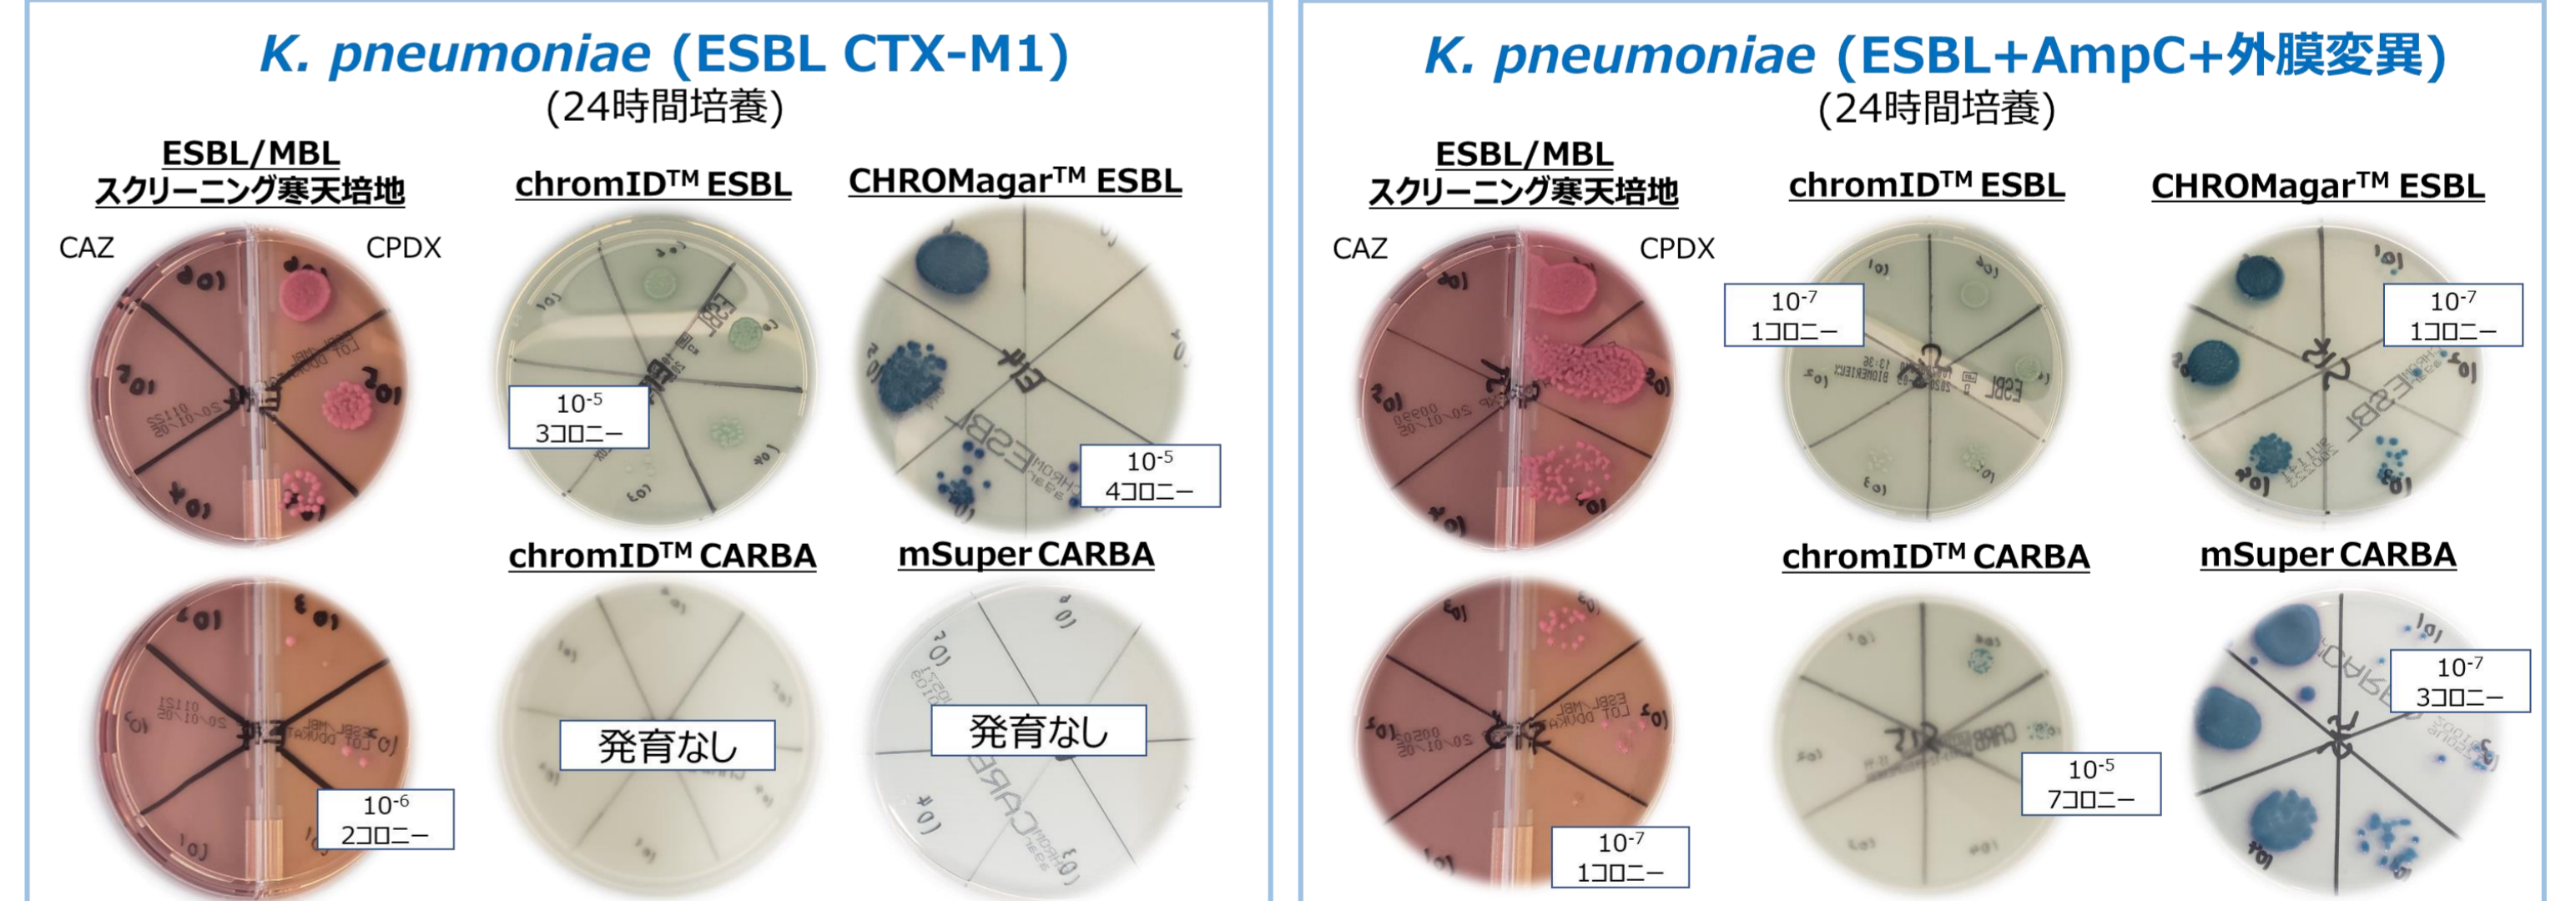 K. pneumoniae (ESBL CTX-M1)
(24時間培養)
ESBL/MBL
スクリーニング寒天培地
CAZ
CPDX
chromID™ ESBL
10-5
3コロニー
CHROMagar™ ESBL
10-5
4コロニー
10-6
2コロニー
chromID™ CARBA
発育なし
mSuper CARBA
発育なし
K. pneumoniae (ESBL+AmpC+外膜変異)
(24時間培養)
ESBL/MBL
スクリーニング寒天培地
CAZ
CPDX
chromID™ ESBL
10-7
1コロニー
CHROMagar™ ESBL
10-7
1コロニー
10-7
1コロニー
chromID™ CARBA
10-5
7コロニー
mSuper CARBA
10-7
3コロニー